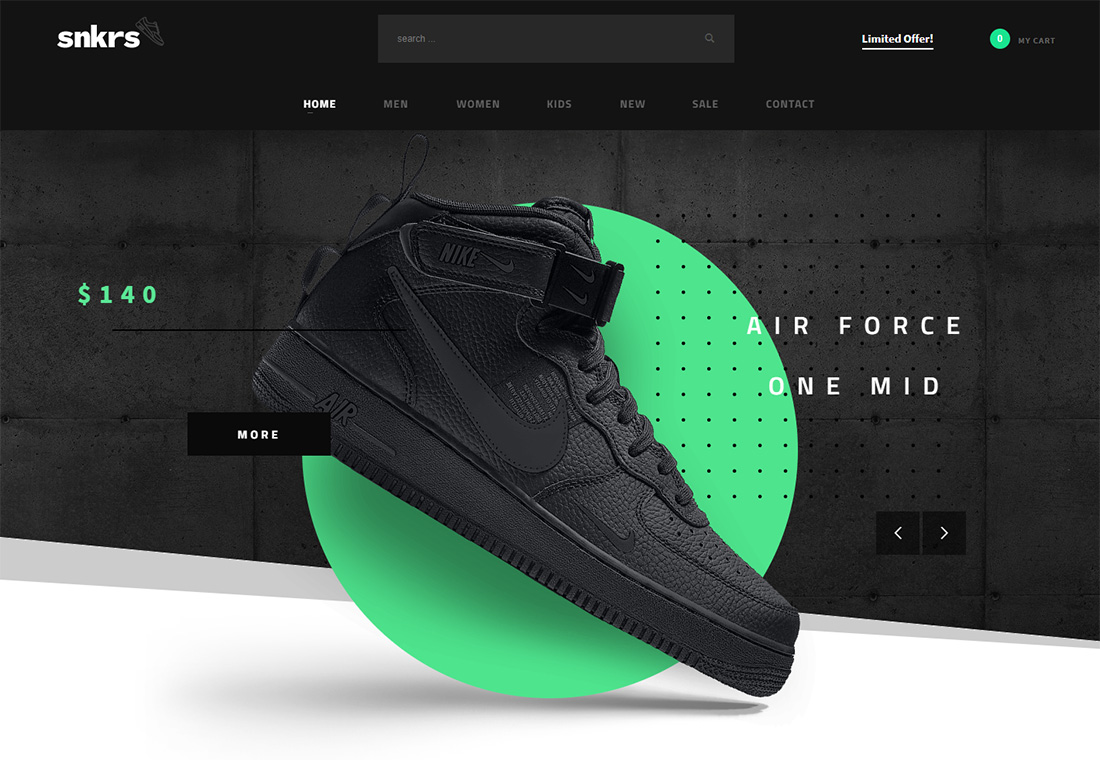 snkrs
search ...
Limited Offer!
0
MY CART
HOME
MEN
WOMEN
KIDS
NEW
SALE
CONTACT
NIKE
$140
AIR FORCE
ONE MID
AIR
MORE